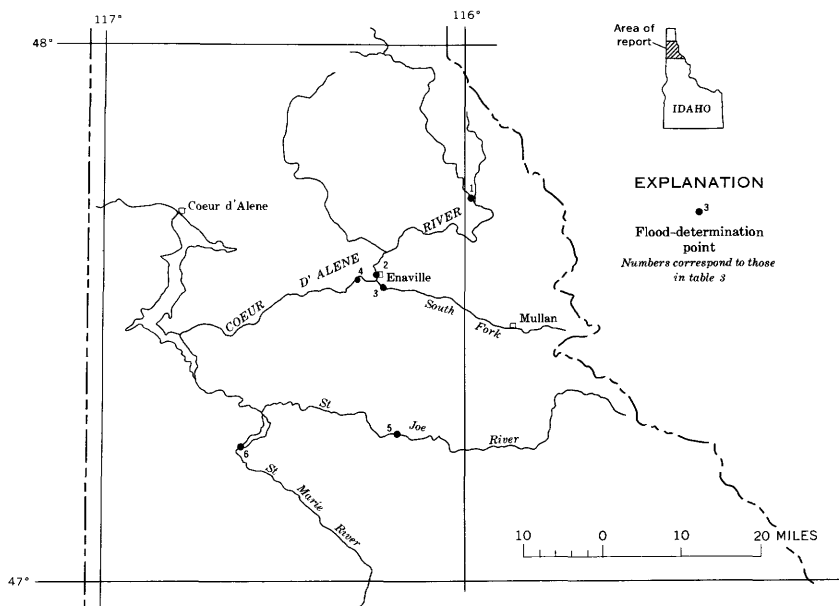 117°
116°
48°
Area of
report
IDAHO
EXPLANATION
3
Flood-determination
point
Numbers correspond to those
in table 3
1
Coeur d'Alene
COEUR D' ALENE RIVER
2
4
Enaville
3
South Fork
Mullan
St Joe River
5
6
St Marie River
10 0 10 20 MILES
47°